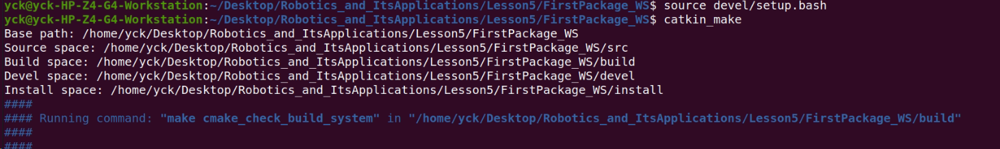 yck@yck-HP-Z4-G4-Workstation:~/Desktop/Robotics_and_ItsApplications/Lesson5/FirstPackage_WS$ source devel/setup.bash
yck@yck-HP-Z4-G4-Workstation:~/Desktop/Robotics_and_ItsApplications/Lesson5/FirstPackage_WS$ catkin_make
Base path: /home/yck/Desktop/Robotics_and_ItsApplications/Lesson5/FirstPackage_WS
Source space: /home/yck/Desktop/Robotics_and_ItsApplications/Lesson5/FirstPackage_WS/src
Build space: /home/yck/Desktop/Robotics_and_ItsApplications/Lesson5/FirstPackage_WS/build
Devel space: /home/yck/Desktop/Robotics_and_ItsApplications/Lesson5/FirstPackage_WS/devel
Install space: /home/yck/Desktop/Robotics_and_ItsApplications/Lesson5/FirstPackage_WS/install
####
#### Running command: "make cmake_check_build_system" in "/home/yck/Desktop/Robotics_and_ItsApplications/Lesson5/FirstPackage_WS/build"
####
####